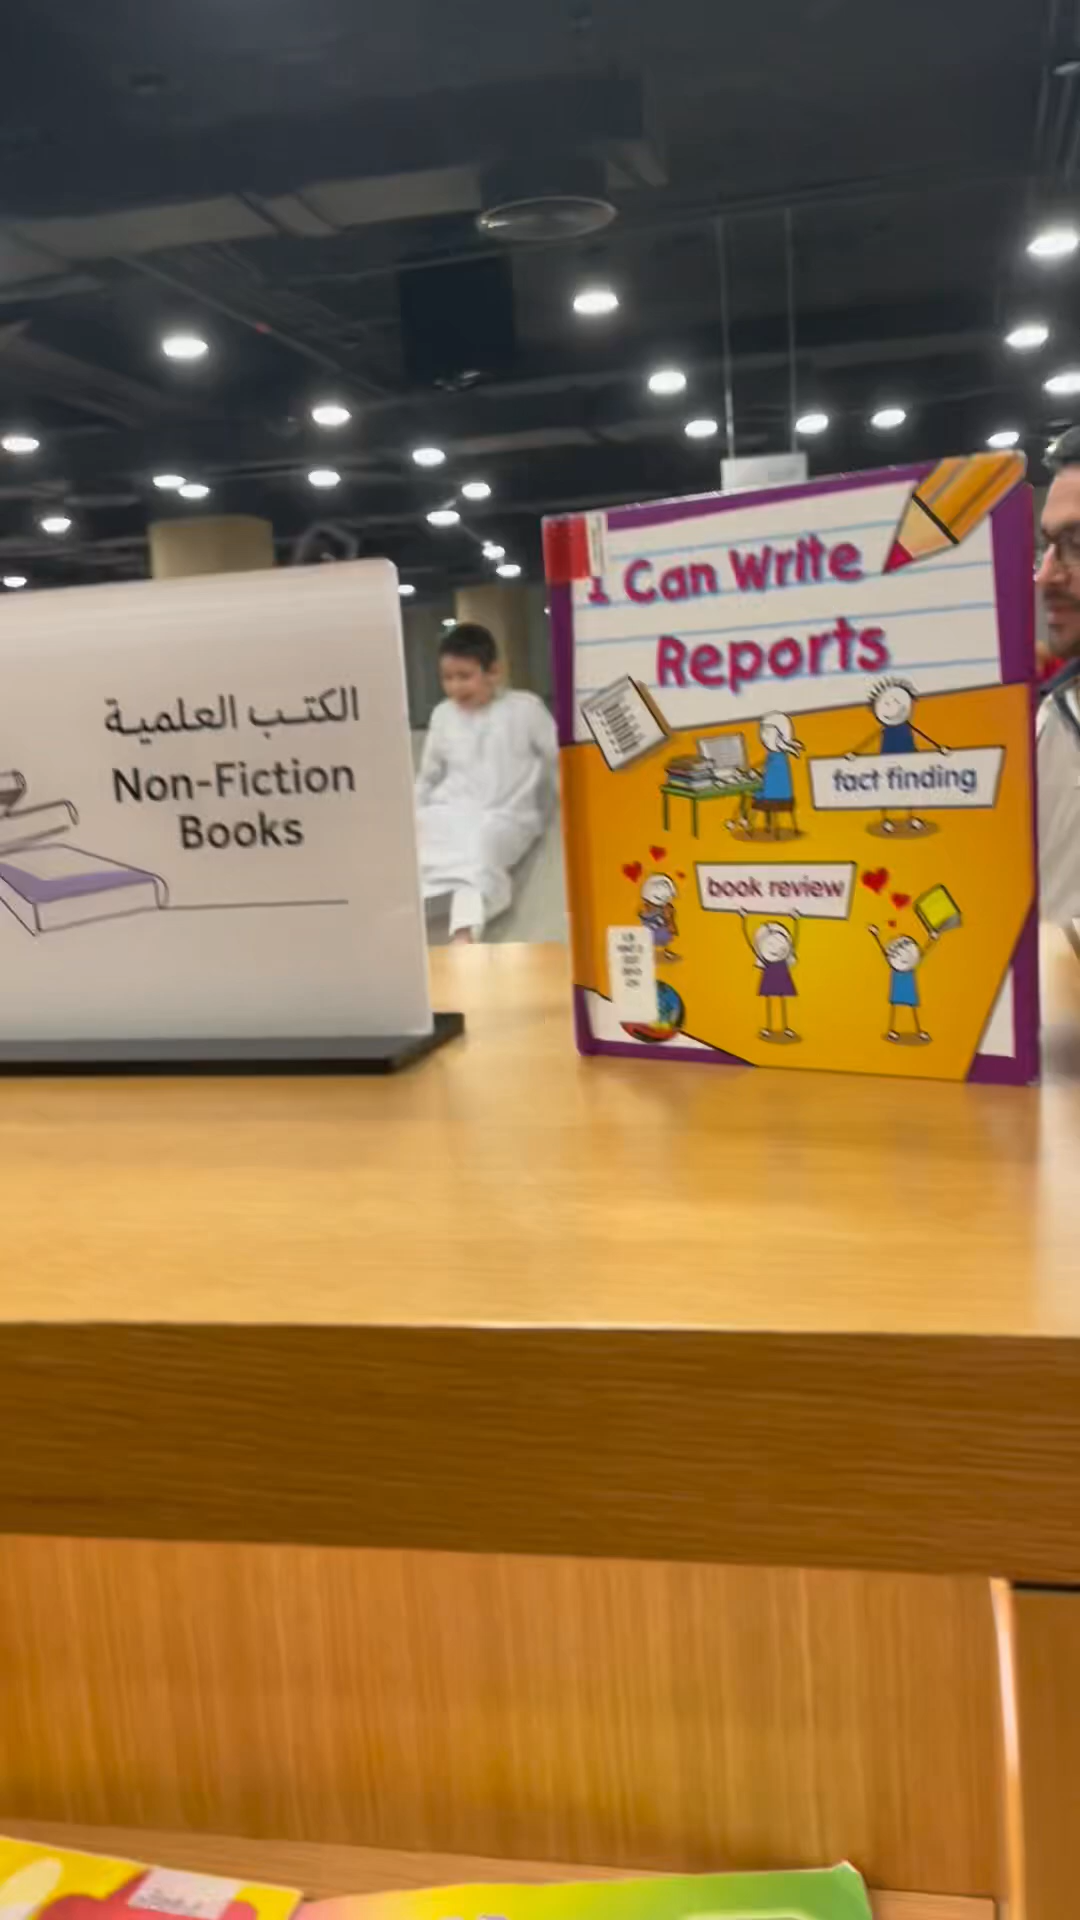 الكتب العلمية
Non-Fiction
Books
I Can Write
Reports
fact finding
book review